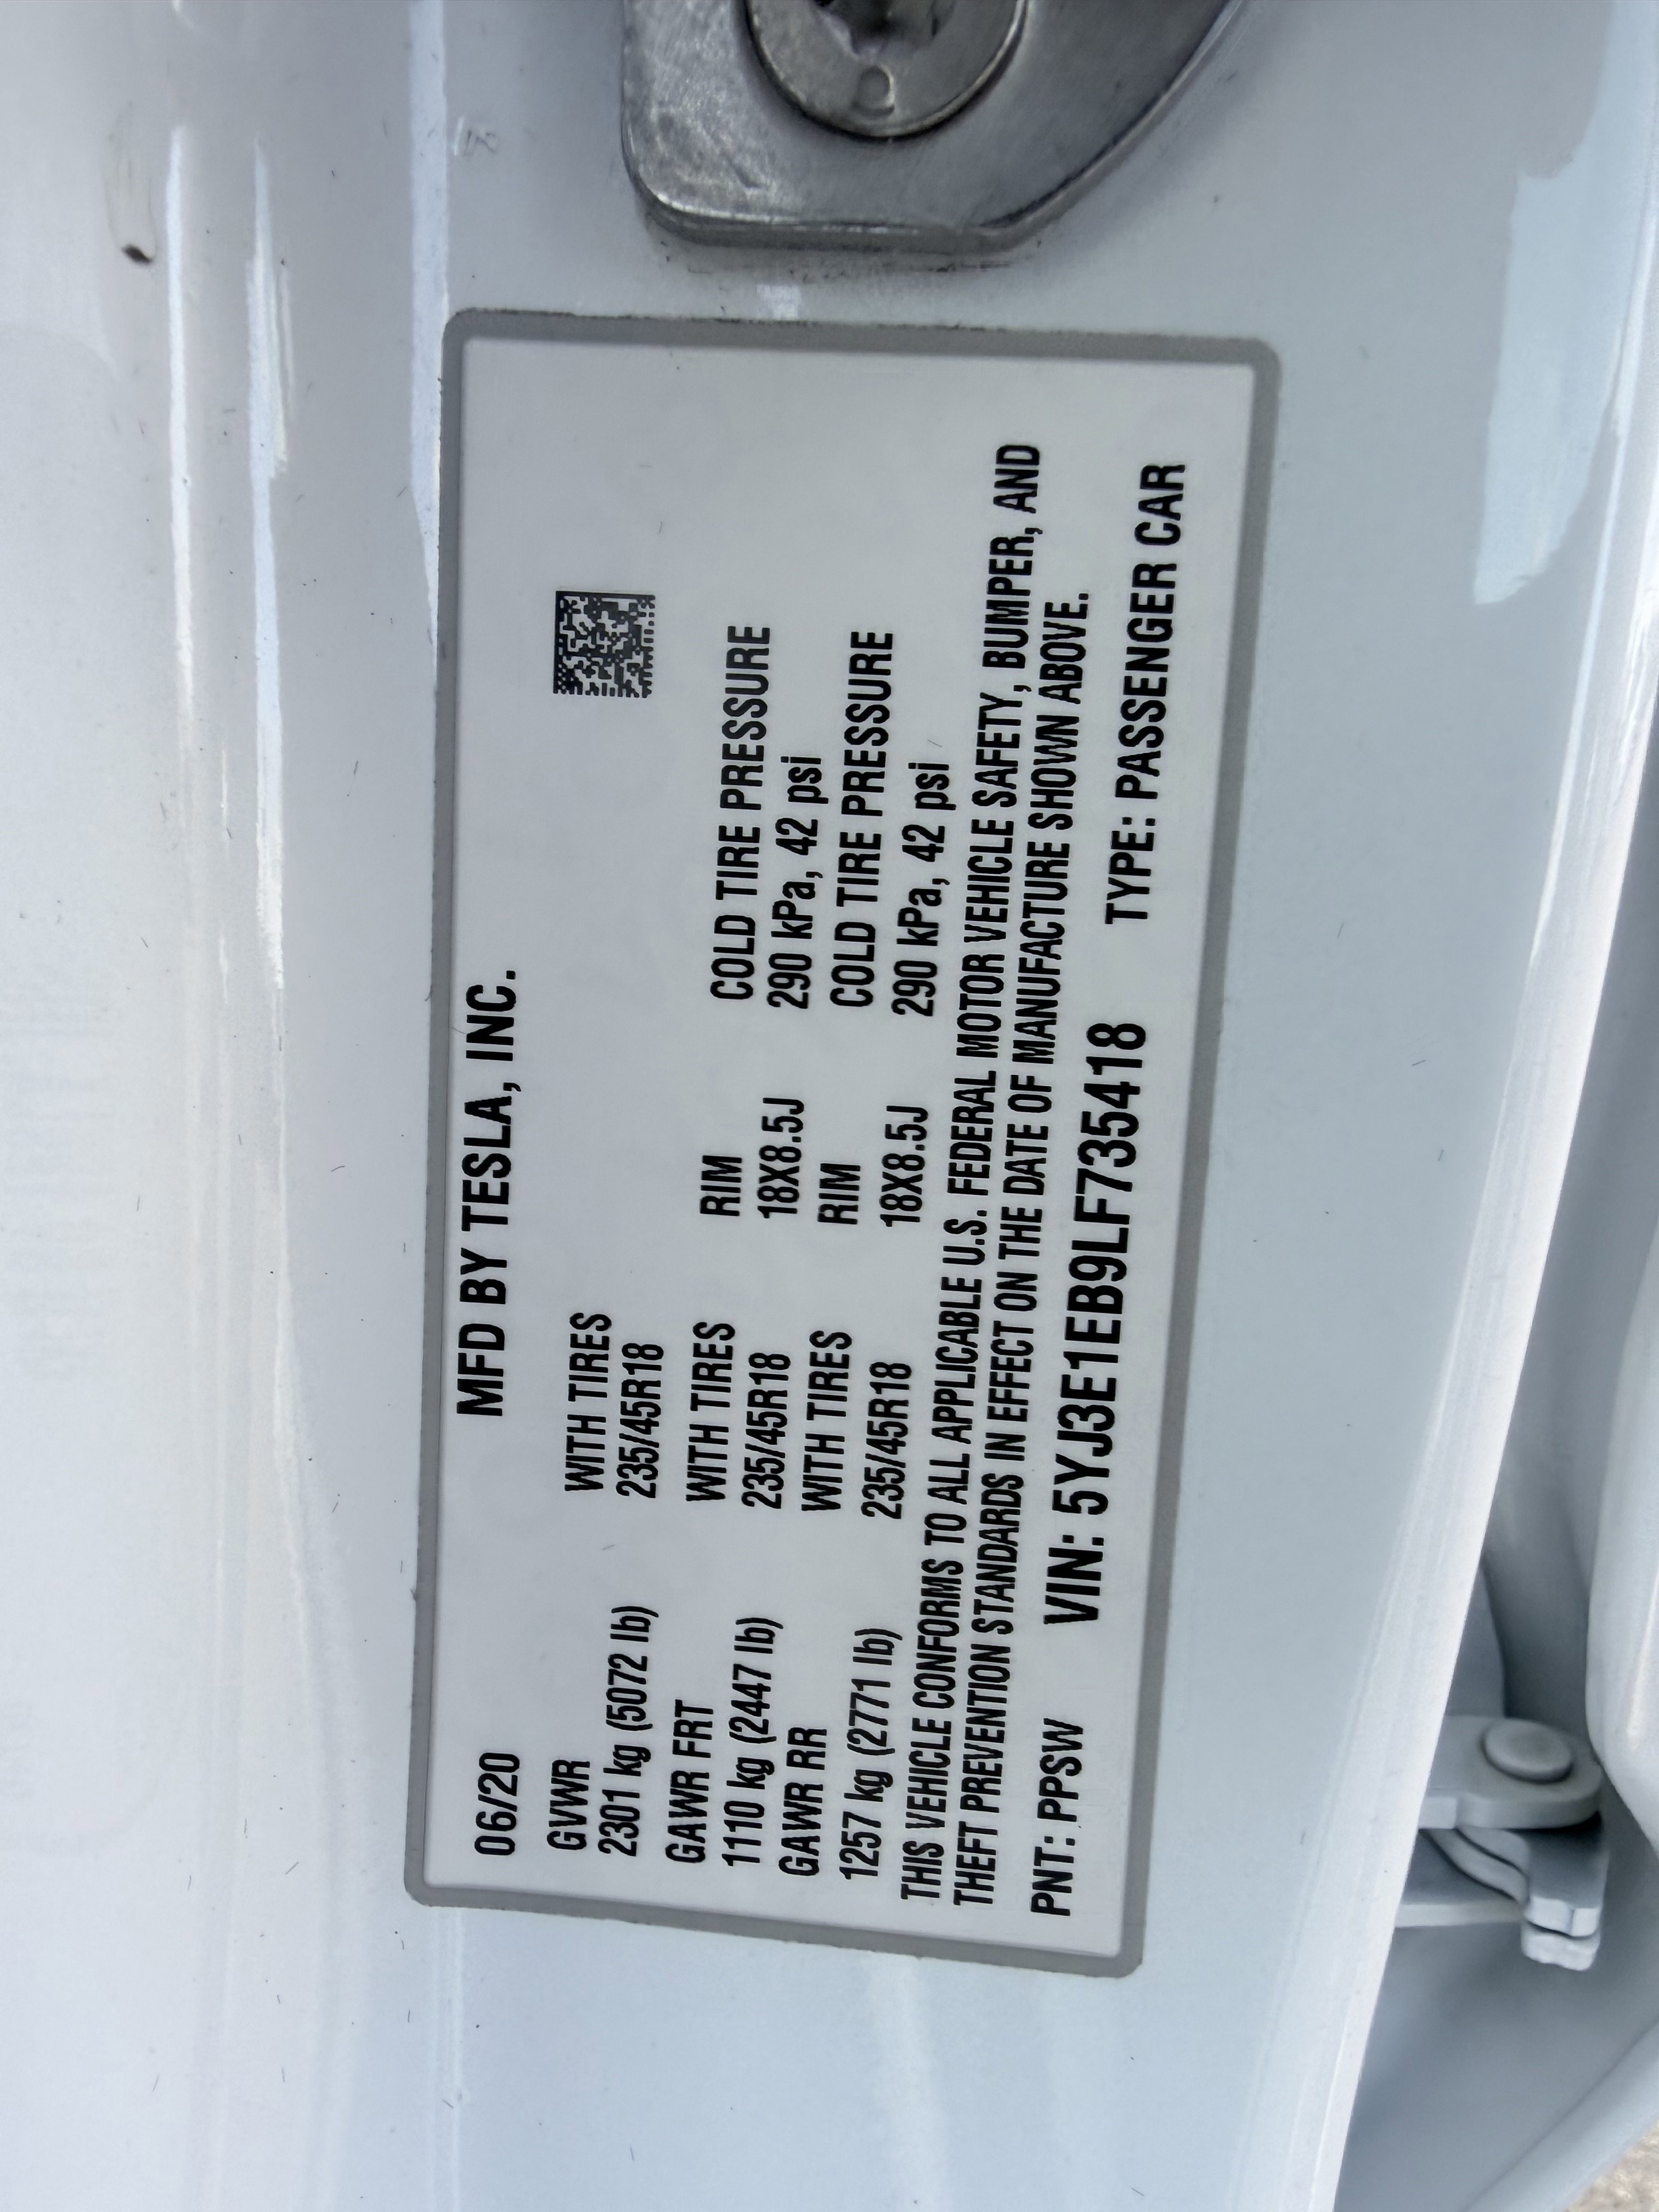 06/20 MFD BY TESLA, INC.
GVWR WITH TIRES
2301 kg (5072 lb) 235/45R18
GAWR FRT WITH TIRES RIM COLD TIRE PRESSURE
1110 kg (2447 lb) 235/45R18 18X8.5J 290 kPa, 42 psi
GAWR RR WITH TIRES RIM COLD TIRE PRESSURE
1257 kg (2771 lb) 235/45R18 18X8.5J 290 kPa, 42 psi
THIS VEHICLE CONFORMS TO ALL APPLICABLE U.S. FEDERAL MOTOR VEHICLE SAFETY, BUMPER, AND
THEFT PREVENTION STANDARDS IN EFFECT ON THE DATE OF MANUFACTURE SHOWN ABOVE.
PNT: PPSW VIN: 5YJ3E1EB9LF735418 TYPE: PASSENGER CAR